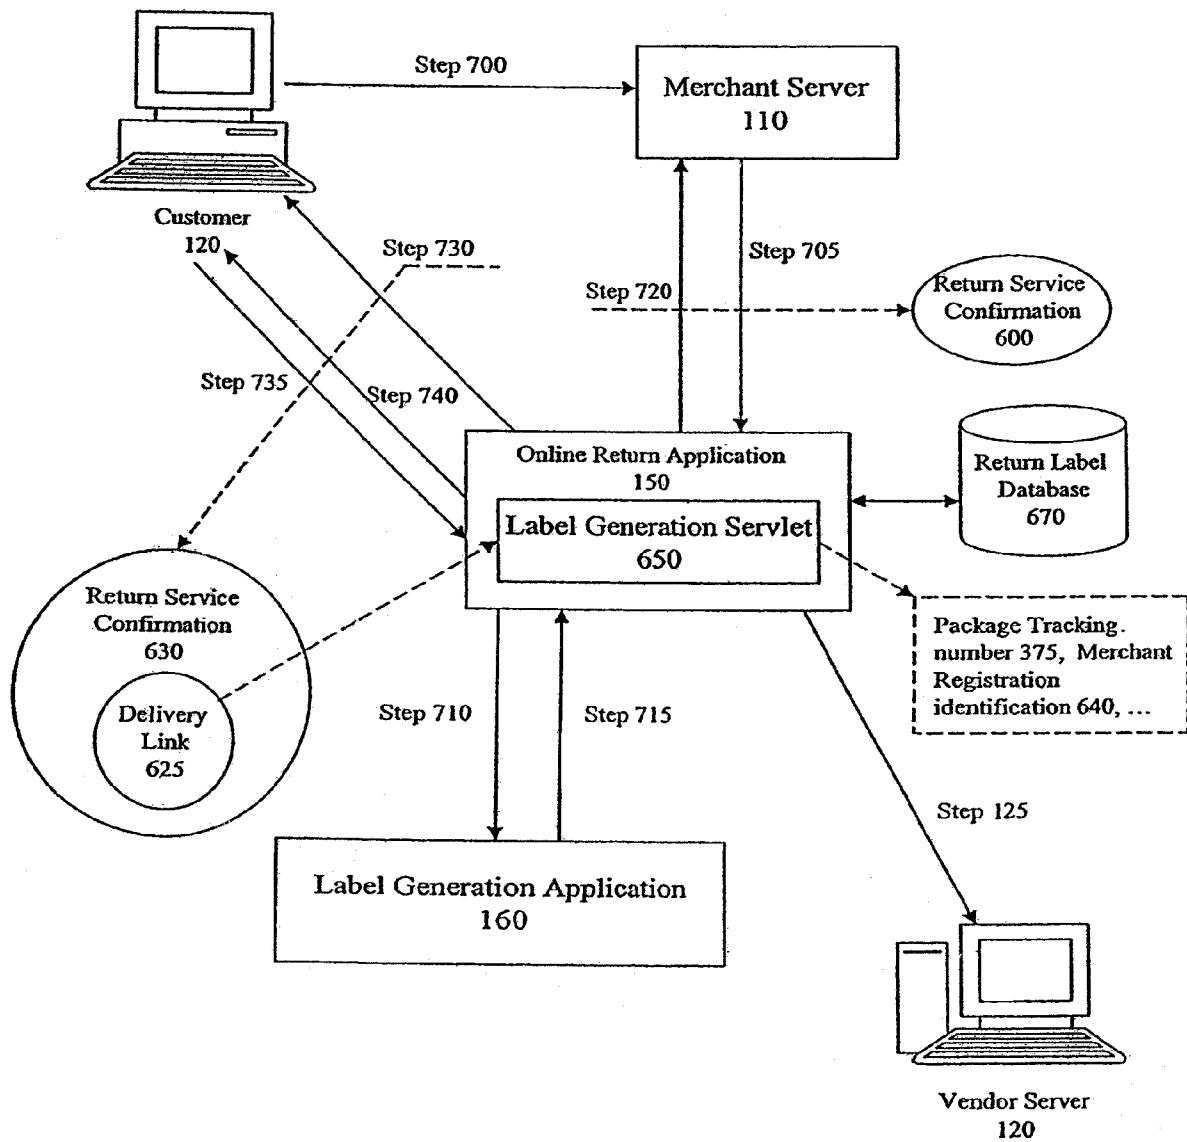 Step 700
Merchant Server
110
Customer
120
Step 730
Step 705
Step 720
Return Service
Confirmation
600
Step 735
Step 740
Online Return Application
150
Label Generation Servlet
650
Return Label
Database
670
Return Service
Confirmation
630
Delivery
Link
625
Package Tracking.
number 375, Merchant
Registration
identification 640, ...
Step 710
Step 715
Step 125
Label Generation Application
160
Vendor Server
120